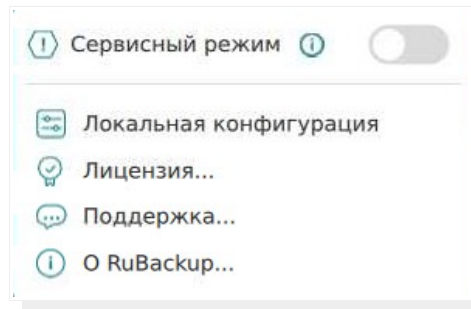 Сервисный режим
Локальная конфигурация
Лицензия...
Поддержка...
О RuBackup...